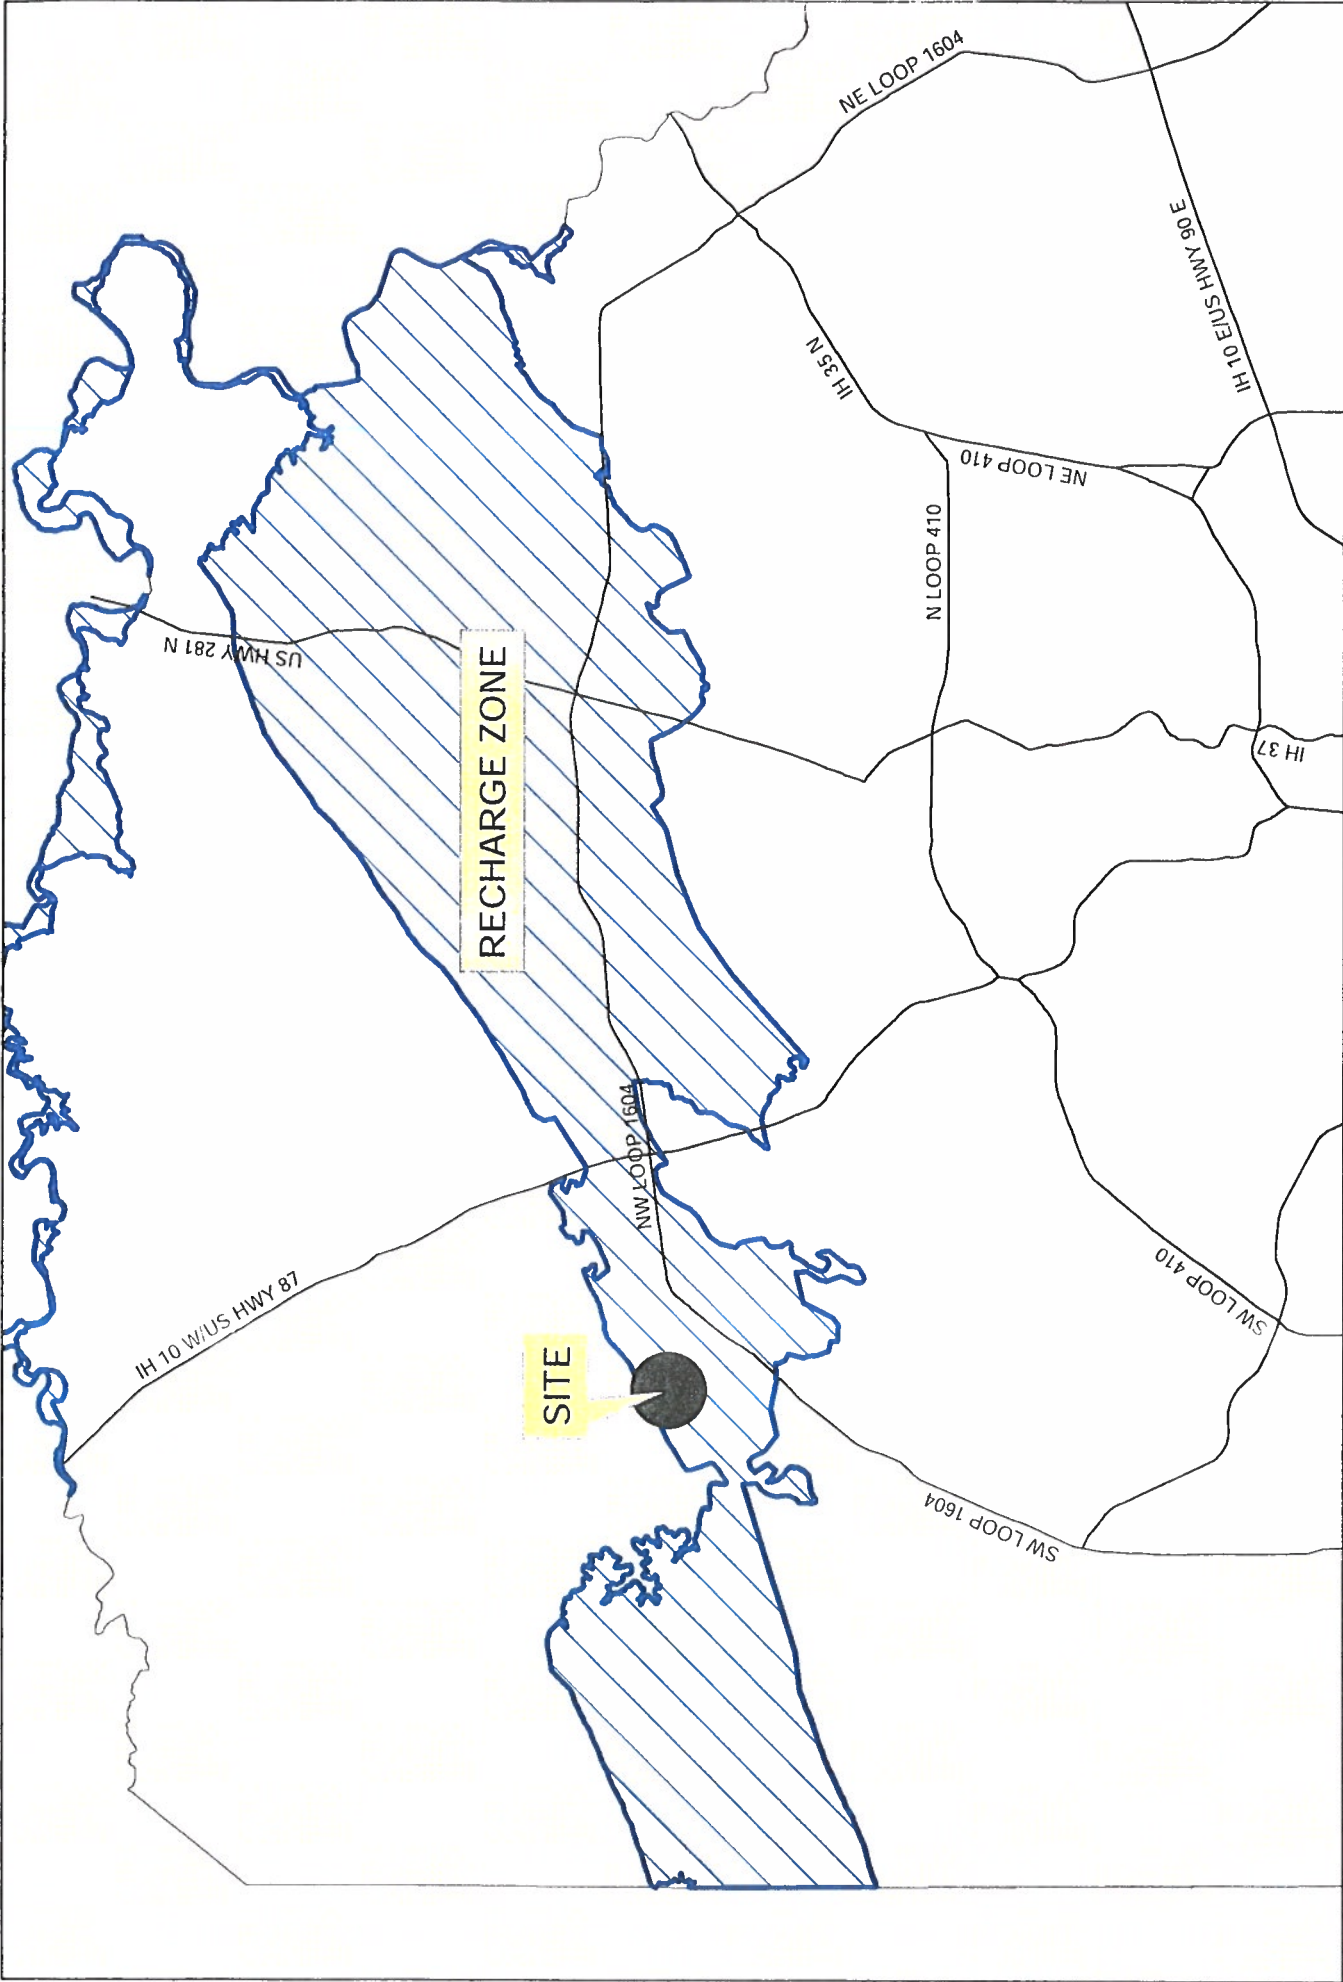 NE LOOP 1604
IH 10 E/US HWY 90 E
IH 35 N
NE LOOP 410
N LOOP 410
US HWY 281 N
RECHARGE ZONE
IH 37
NW LOOP 1604
IH 10 W/US HWY 87
SITE
SW LOOP 410
SW LOOP 1604